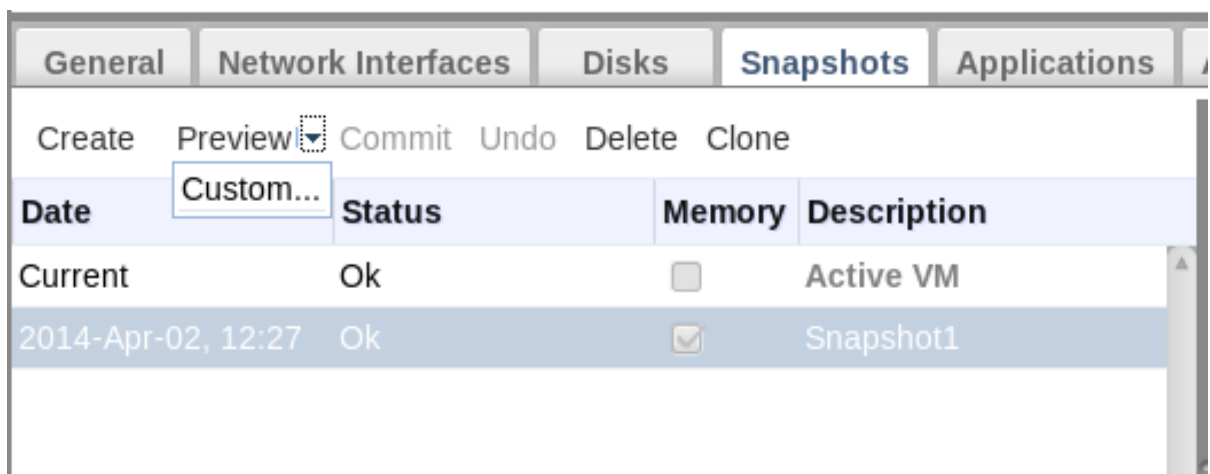 General Network Interfaces Disks Snapshots Applications
Create Preview Commit Undo Delete Clone
Custom...
Date Status Memory Description
Current Ok Active VM
2014-Apr-02, 12:27 Ok Snapshot1